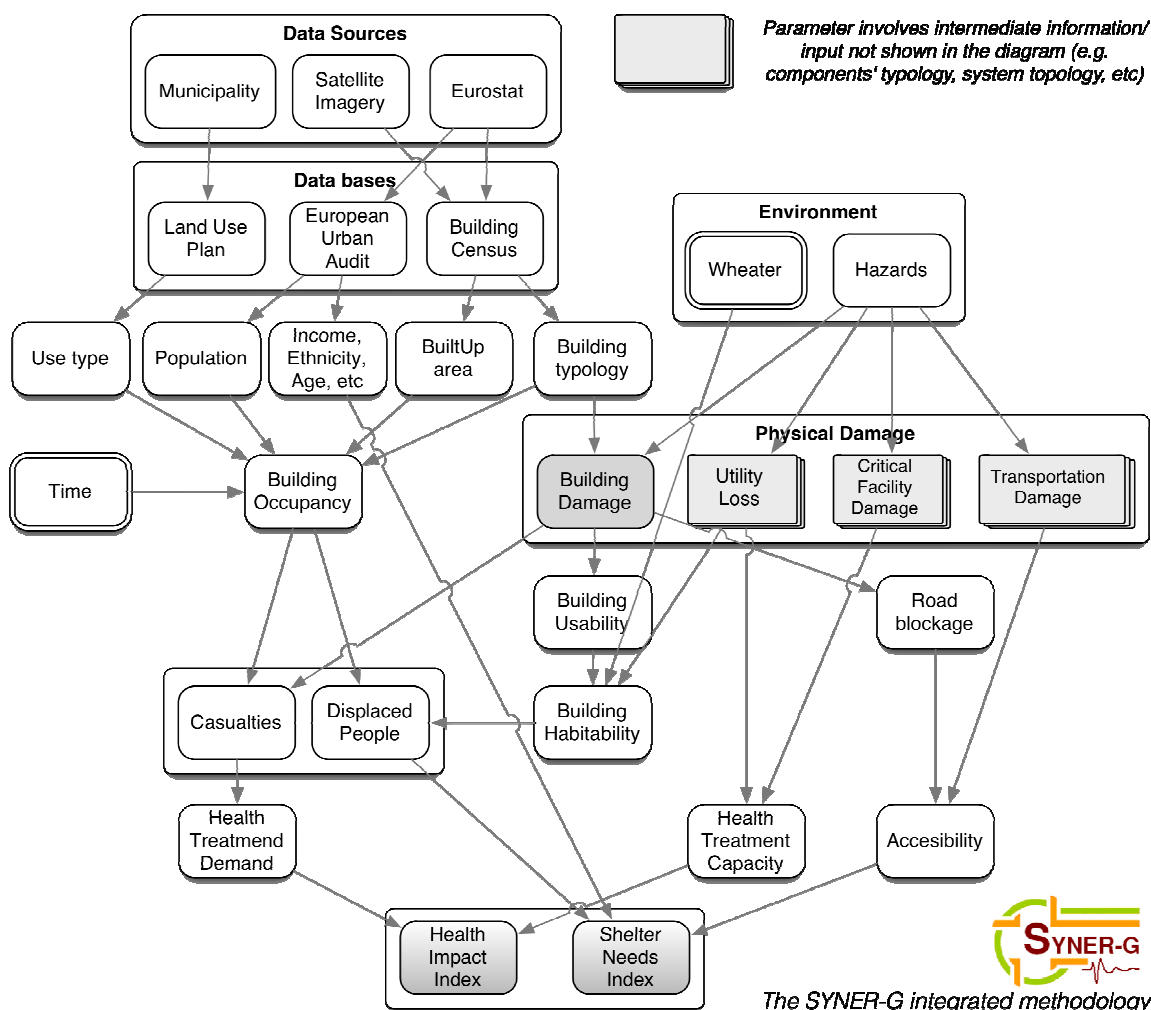 Data Sources
Municipality
Satellite
Imagery
Eurostat
Parameter involves intermediate information/
input not shown in the diagram (e.g.
components' typology, system topology, etc)
Data bases
Land Use
Plan
European
Urban
Audit
Building
Census
Environment
Wheater
Hazards
Use type
Population
Income,
Ethnicity,
Age, etc
BuiltUp
area
Building
typology
Physical Damage
Time
Building
Occupancy
Building
Damage
Utility
Loss
Critical
Facility
Damage
Transportation
Damage
Building
Usability
Road
blockage
Casualties
Displaced
People
Building
Habitability
Health
Treatmend
Demand
Health
Treatment
Capacity
Accesibility
Health
Impact
Index
Shelter
Needs
Index
SYNER-G
The SYNER-G integrated methodology